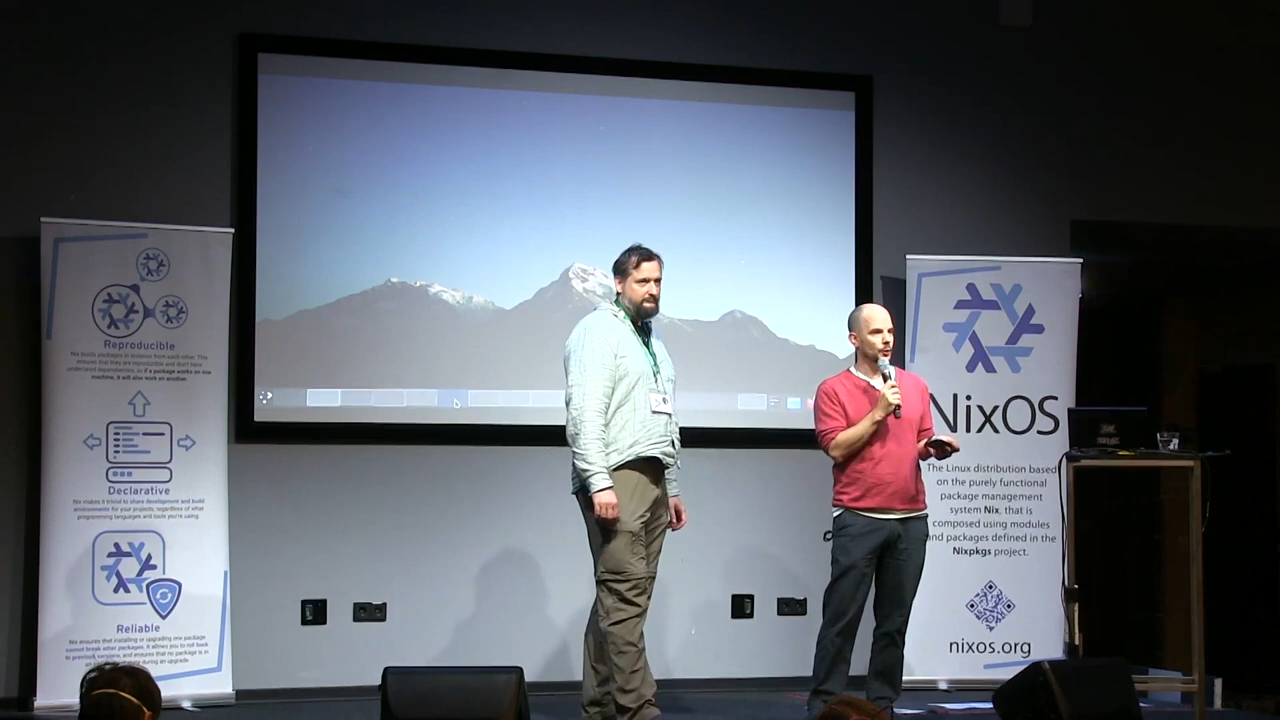 Reproducible
Nix builds packages in isolation from each other. This
ensures that they are reproducible and don't have
undeclared dependencies, so if a package works on one
machine, it will also work on another.
Declarative
Nix makes it trivial to share development and build
environments for your projects, regardless of what
programming languages and tools you're using.
Reliable
Nix ensures that installing or upgrading one package
cannot break other packages. It allows you to roll back
to previous versions, and ensures that no package is in
during an upgrade.
NixOS
The Linux distribution based
on the purely functional
package management
system Nix, that is
composed using modules
and packages defined in the
Nixpkgs project.
nixos.org